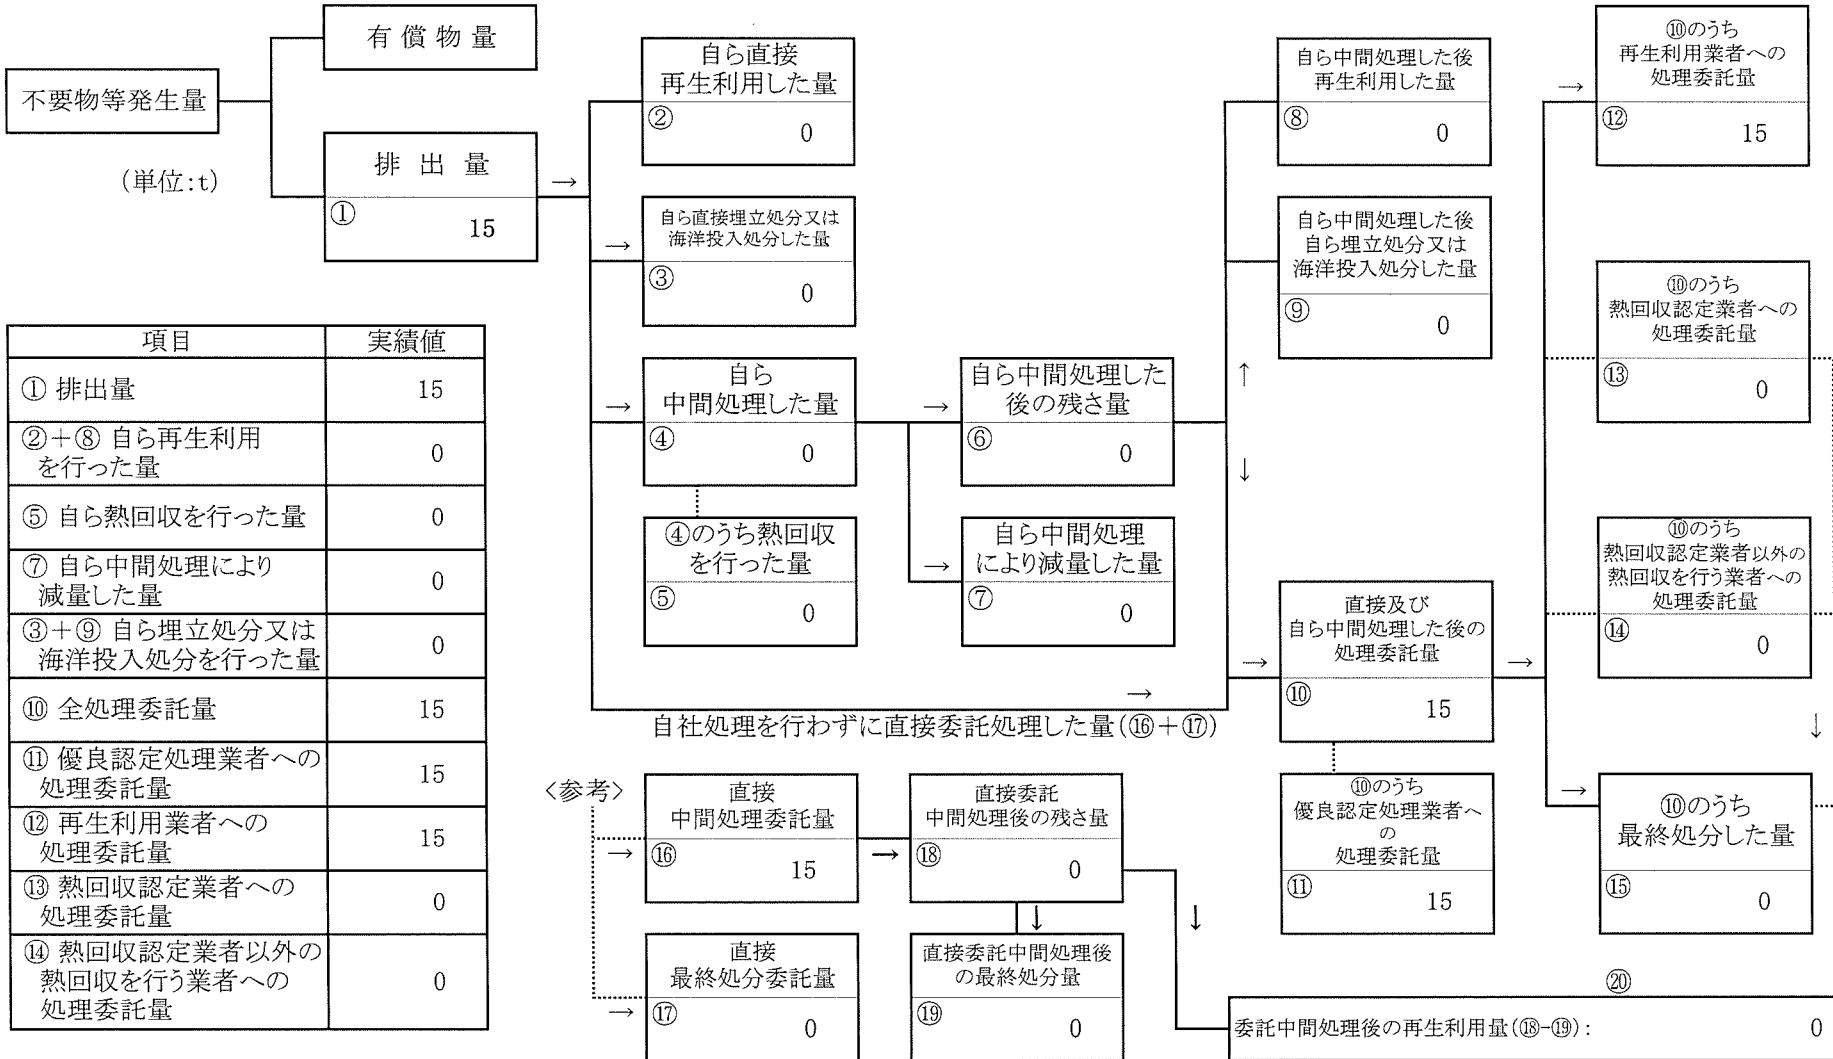 不要物等発生量
(単位:t)
有 償 物 量
排 出 量
① 15
→
自ら直接
再生利用した量
② 0
→
自ら直接埋立処分又は
海洋投入処分した量
③ 0
→
自ら
中間処理した量
④ 0
④のうち熱回収
を行った量
⑤ 0
→
自ら中間処理した
後の残さ量
⑥ 0
→
自ら中間処理
により減量した量
⑦ 0
↑
↓
自ら中間処理した後
再生利用した量
⑧ 0
自ら中間処理した後
自ら埋立処分又は
海洋投入処分した量
⑨ 0
→
自社処理を行わずに直接委託処理した量(⑯+⑰)
→
直接及び
自ら中間処理した後の
処理委託量
⑩ 15
⑩のうち
優良認定処理業者へ
の
処理委託量
⑪ 15
→
→
⑩のうち
再生利用業者への
処理委託量
⑫ 15
⑩のうち
熱回収認定業者への
処理委託量
⑬ 0
⑩のうち
熱回収認定業者以外の
熱回収を行う業者への
処理委託量
⑭ 0
↓
→
⑩のうち
最終処分した量
⑮ 0
項目 実績値
① 排出量 15
②+⑧ 自ら再生利用
を行った量 0
⑤ 自ら熱回収を行った量 0
⑦ 自ら中間処理により
減量した量 0
③+⑨ 自ら埋立処分又は
海洋投入処分を行った量 0
⑩ 全処理委託量 15
⑪ 優良認定処理業者への
処理委託量 15
⑫ 再生利用業者への
処理委託量 15
⑬ 熱回収認定業者への
処理委託量 0
⑭ 熱回収認定業者以外の
熱回収を行う業者への
処理委託量 0
<参考>
→
直接
中間処理委託量
⑯ 15
→
直接委託
中間処理後の残さ量
⑱ 0
↓
↓
→
直接
最終処分委託量
⑰ 0
直接委託中間処理後
の最終処分量
⑲ 0
⑳
委託中間処理後の再生利用量(⑱-⑲): 0